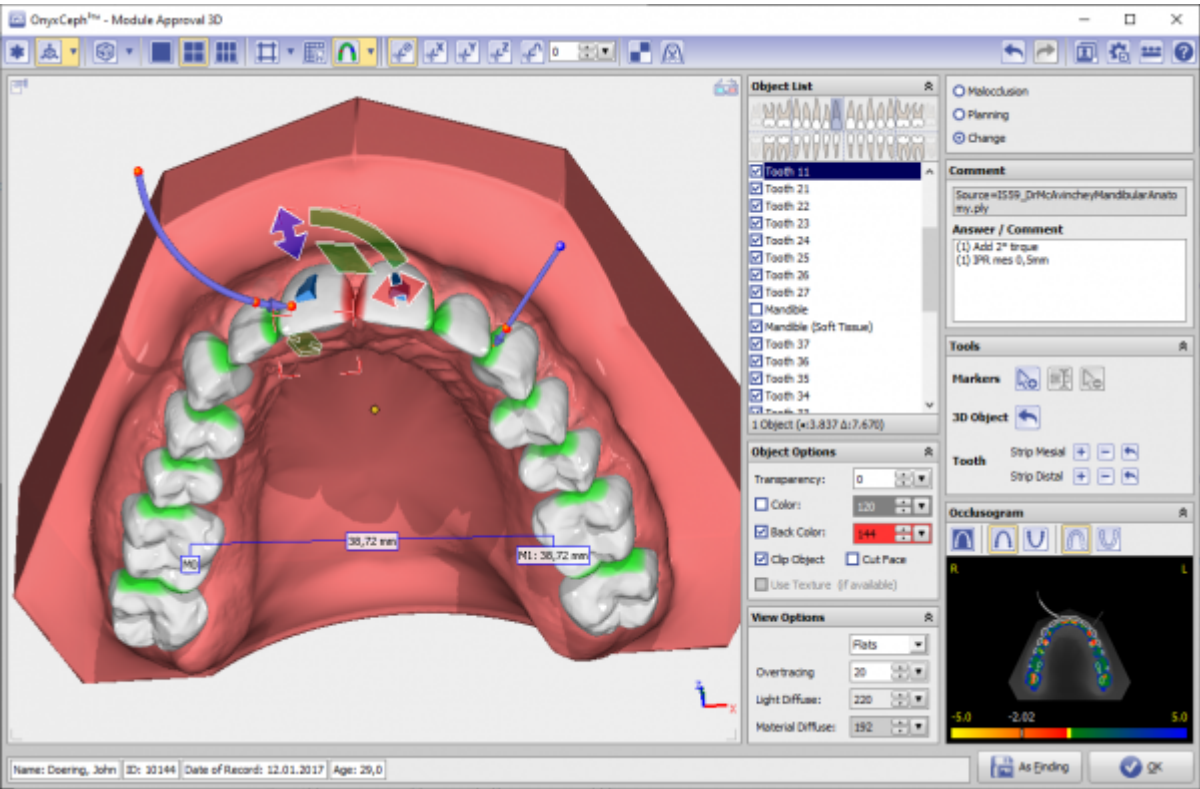 OnyxCeph³™ - Module Approval 3D
0
38,72 mm
M0
M1: 38,72 mm
Z
X
Object List
Tooth 11
Tooth 21
Tooth 22
Tooth 23
Tooth 24
Tooth 25
Tooth 26
Tooth 27
Mandible
Mandible (Soft Tissue)
Tooth 37
Tooth 36
Tooth 35
Tooth 34
1 Object (•:3.837 Δ:7.670)
Object Options
Transparency: 0
Color: 120
Back Color: 144
Clip Object Cut Face
Use Texture (if available)
View Options
Flats
Overtracing 20
Light Diffuse: 220
Material Diffuse: 192
Malocclusion
Planning
Change
Comment
Source=IS59_DrMcAvincheyMandibularAnato
my.ply
Answer / Comment
(1) Add 2° tirque
(1) IPR mes 0,5mm
Tools
Markers
3D Object
Tooth
Strip Mesial
Strip Distal
Occlusogram
R L
-5.0 -2.02 5.0
Name: Doering, John ID: 10144 Date of Record: 12.01.2017 Age: 29,0
As Finding
OK